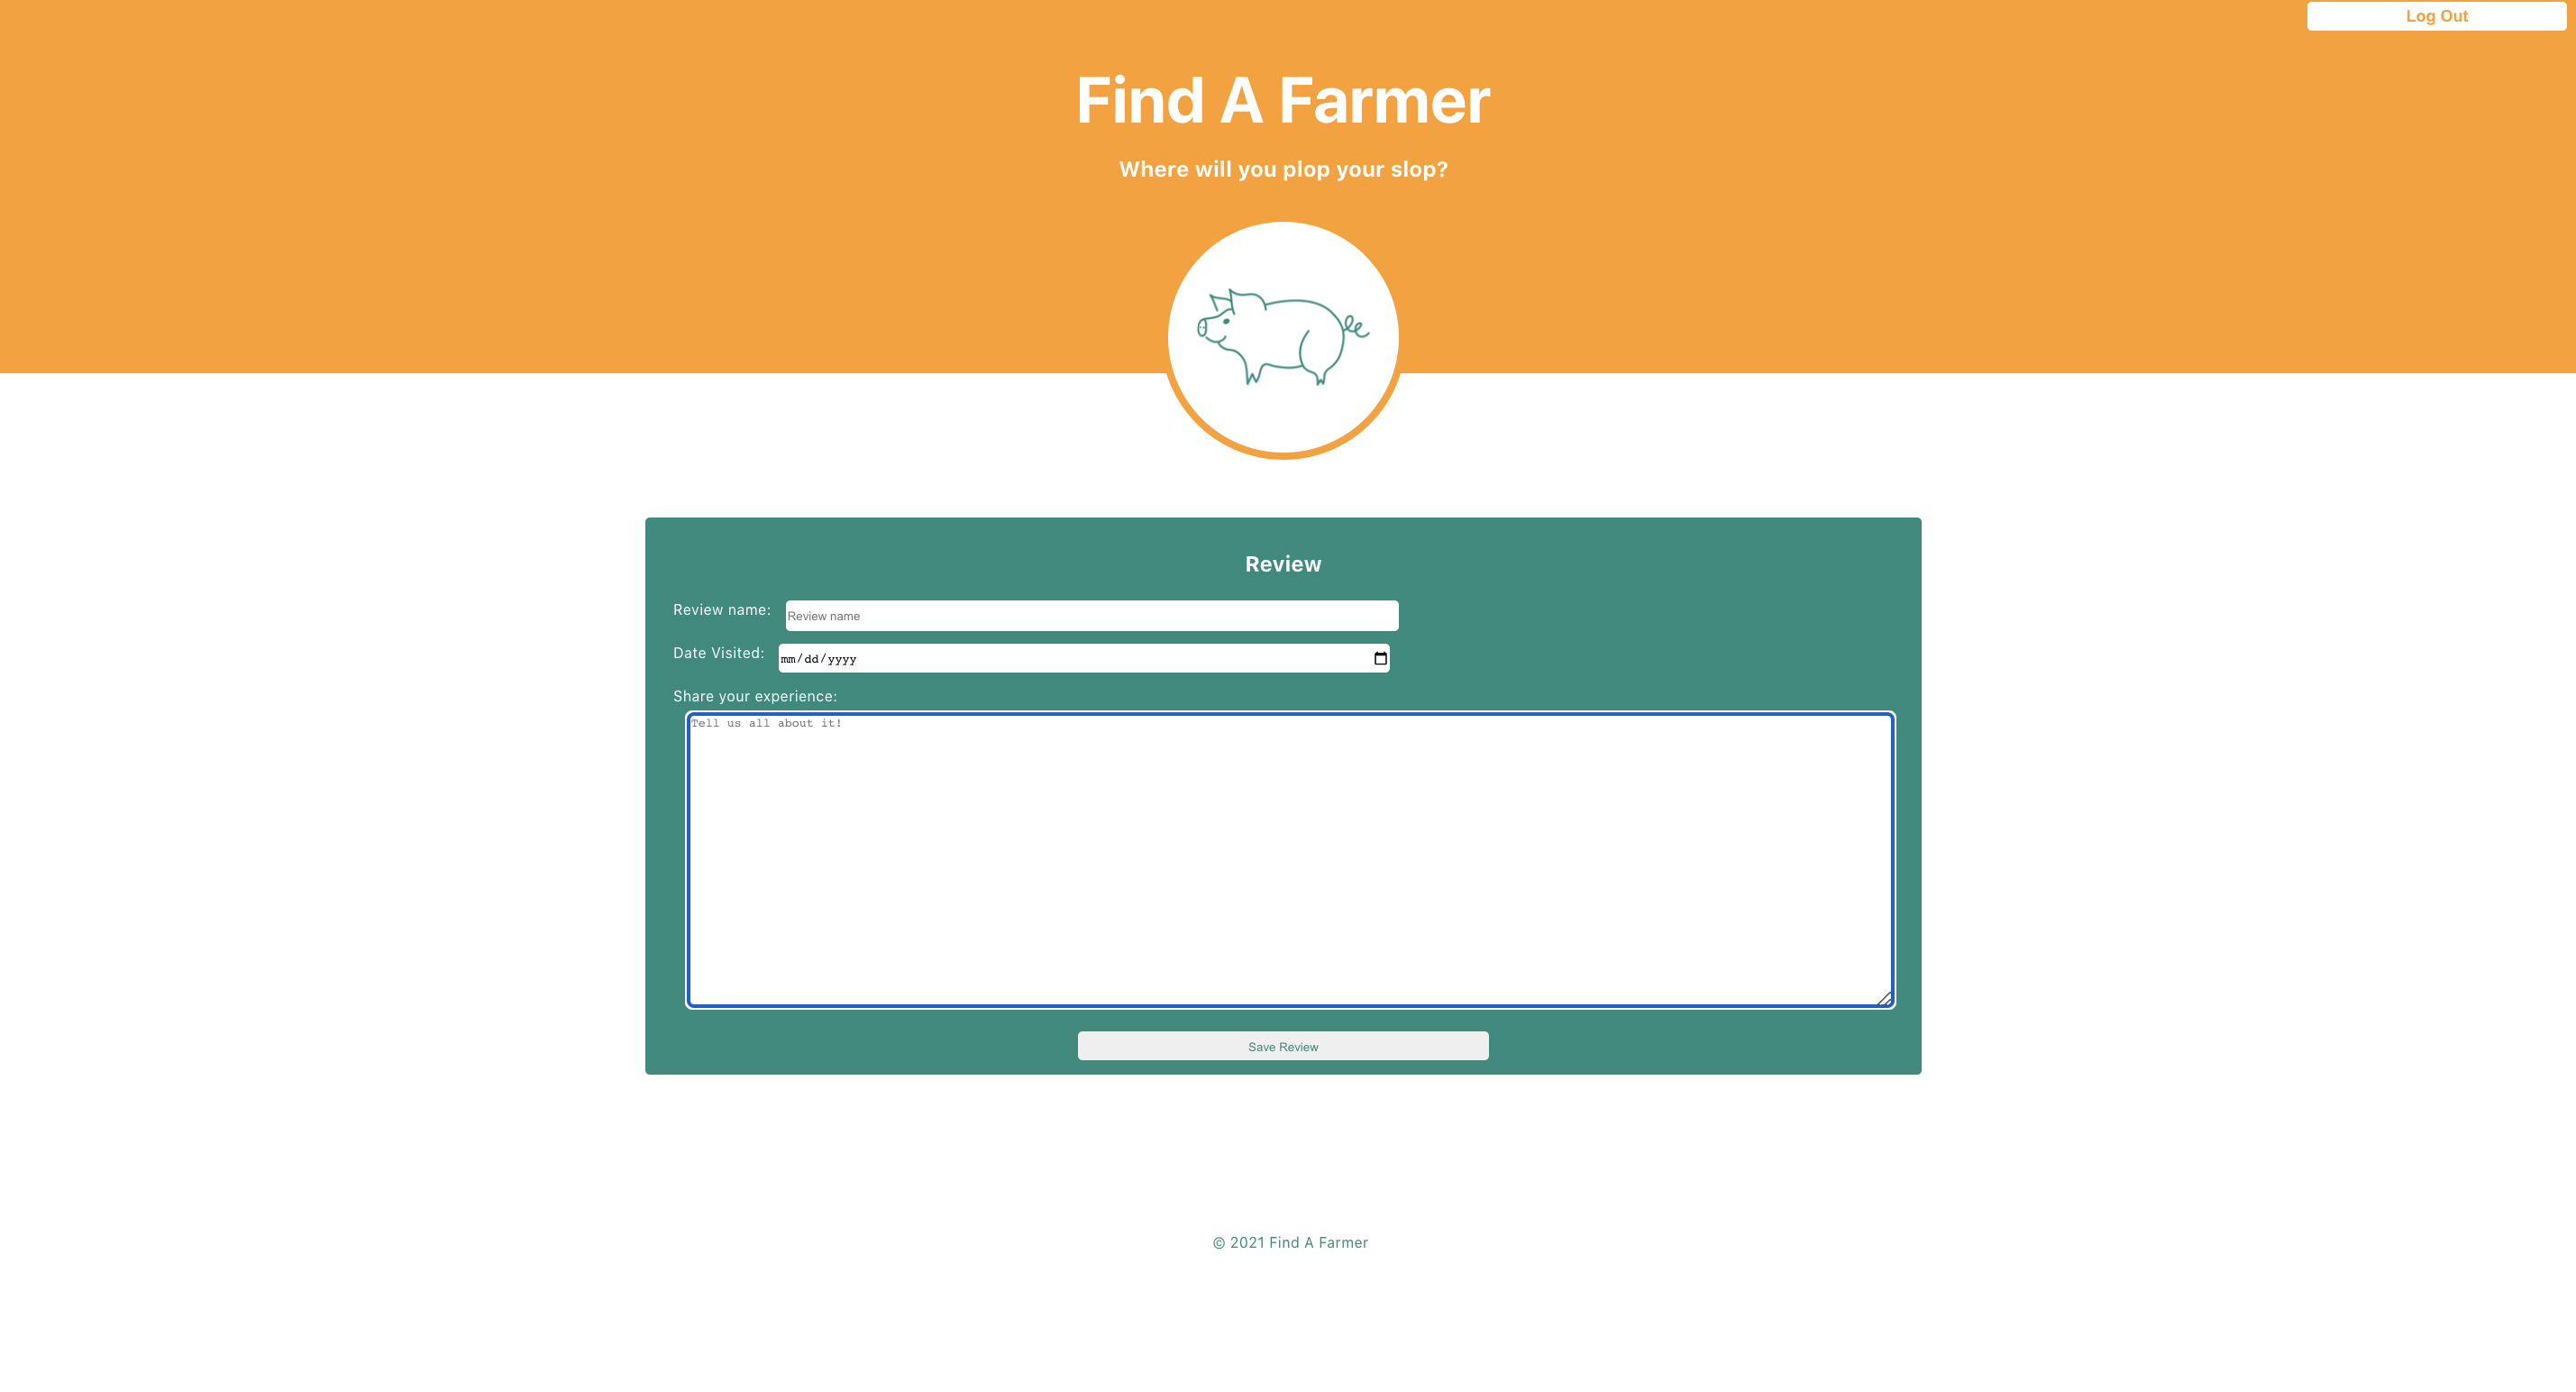 Log Out
Find A Farmer
Where will you plop your slop?
Review
Review name: Review name
Date Visited: mm/dd/yyyy
Share your experience:
Tell us all about it!
Save Review
© 2021 Find A Farmer